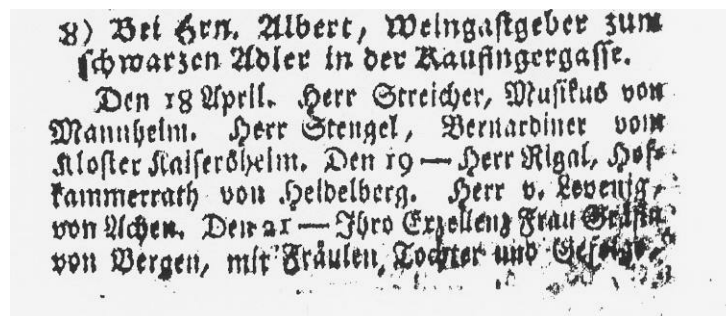 8) Bei Hrn. Albert, Weingastgeber zum
schwarzen Adler in der Kaufingergasse.
Den 18 April. Herr Streicher, Musikus von
Mannheim. Herr Stengel, Bernardiner vom
Kloster Kaisersheim. Den 19 — Herr Rigal, Hof-
kammerrath von Heidelberg. Herr v. Levenig,
von Achen. Den 21 — Ihro Exzellenz Frau Gräfin
von Bergen, mit Fräulen Tochter und Gefolge.